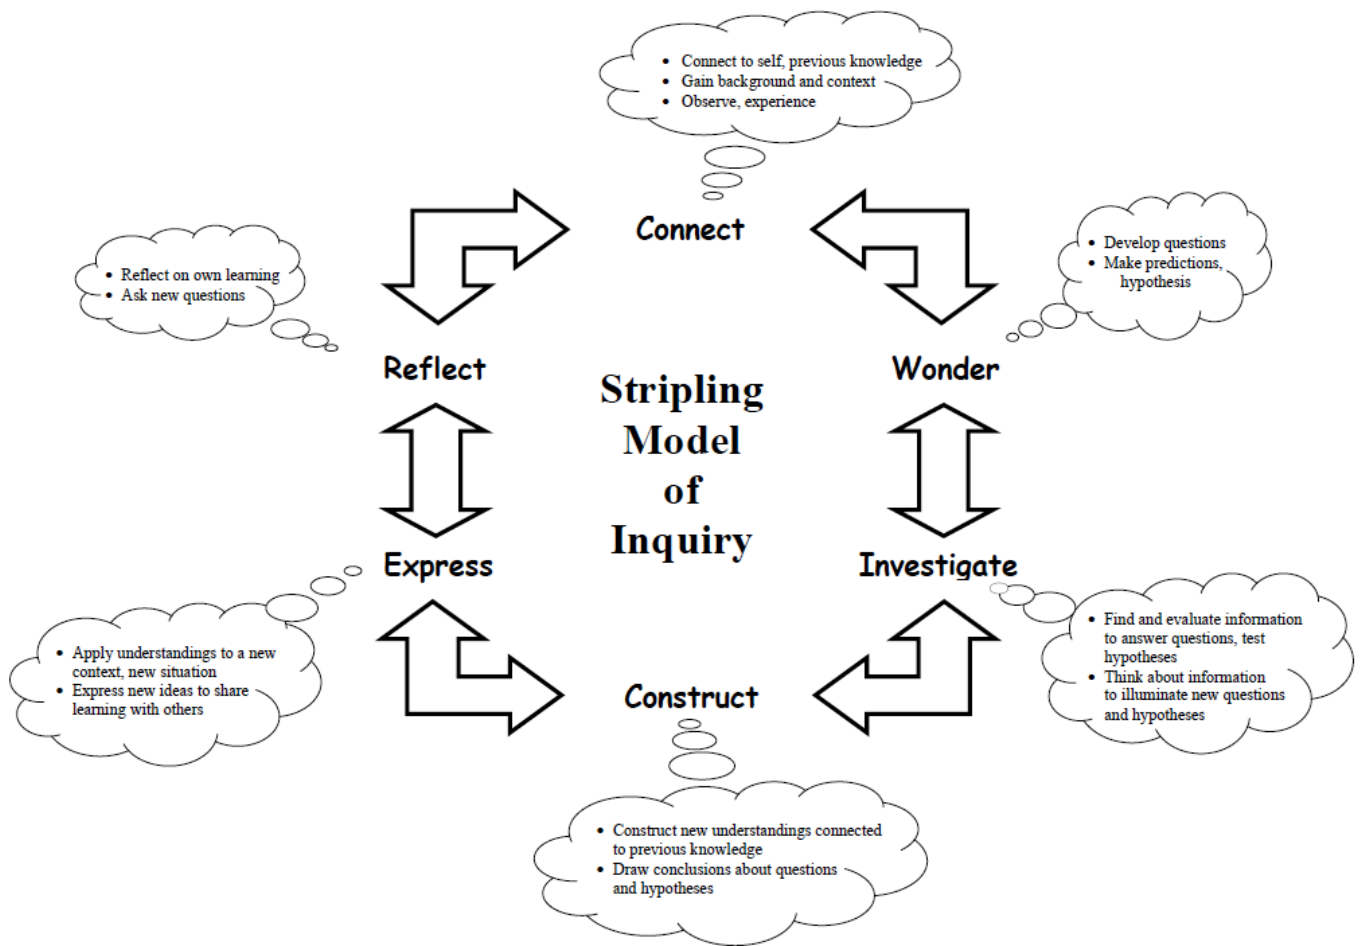 • Connect to self, previous knowledge
• Gain background and context
• Observe, experience
Connect
• Develop questions
• Make predictions,
hypothesis
Wonder
• Reflect on own learning
• Ask new questions
Reflect
Stripling
Model
of
Inquiry
Investigate
• Find and evaluate information
to answer questions, test
hypotheses
• Think about information
to illuminate new questions
and hypotheses
Express
• Apply understandings to a new
context, new situation
• Express new ideas to share
learning with others
Construct
• Construct new understandings connected
to previous knowledge
• Draw conclusions about questions
and hypotheses